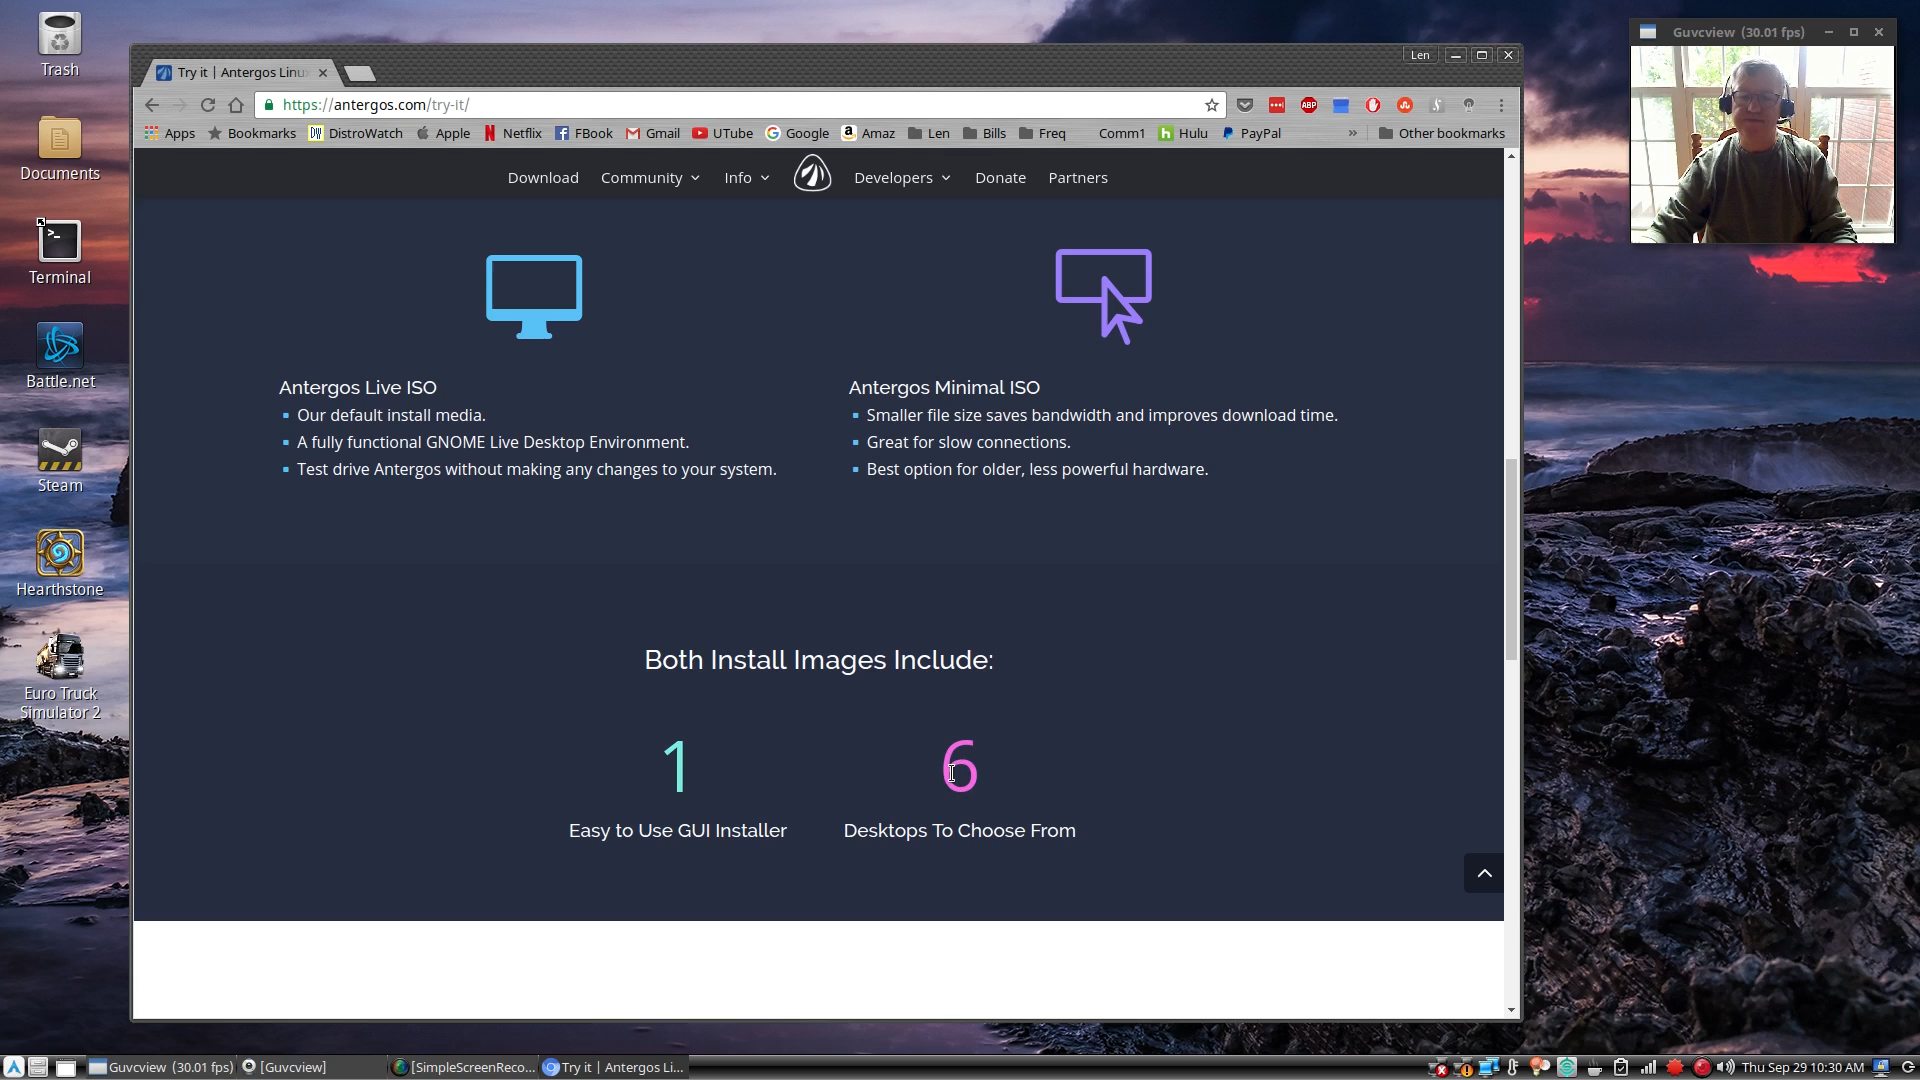 Trash
Documents
Terminal
Battle.net
Steam
Hearthstone
Euro Truck
Simulator 2
Len
Try it | Antergos Linu
https://antergos.com/try-it/
Apps
Bookmarks
DistroWatch
Apple
Netflix
FBook
Gmail
UTube
Google
Amaz
Len
Bills
Freq
Comm1
Hulu
PayPal
»
Other bookmarks
Download
Community
Info
Developers
Donate
Partners
Antergos Live ISO
Our default install media.
A fully functional GNOME Live Desktop Environment.
Test drive Antergos without making any changes to your system.
Antergos Minimal ISO
Smaller file size saves bandwidth and improves download time.
Great for slow connections.
Best option for older, less powerful hardware.
Both Install Images Include:
1
Easy to Use GUI Installer
6
Desktops To Choose From
Guvcview (30.01 fps)
ABP
Guvcview (30.01 fps)
[Guvcview]
[SimpleScreenReco...
Try it | Antergos Li...
Thu Sep 29 10:30 AM